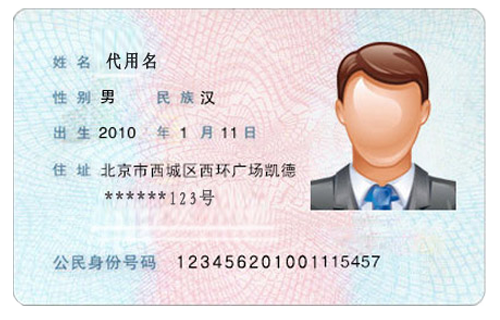 姓名 代用名
性别 男 民族 汉
出生 2010 年 1 月 11 日
住址 北京市西城区西环广场凯德
******123号
公民身份号码 123456201001115457